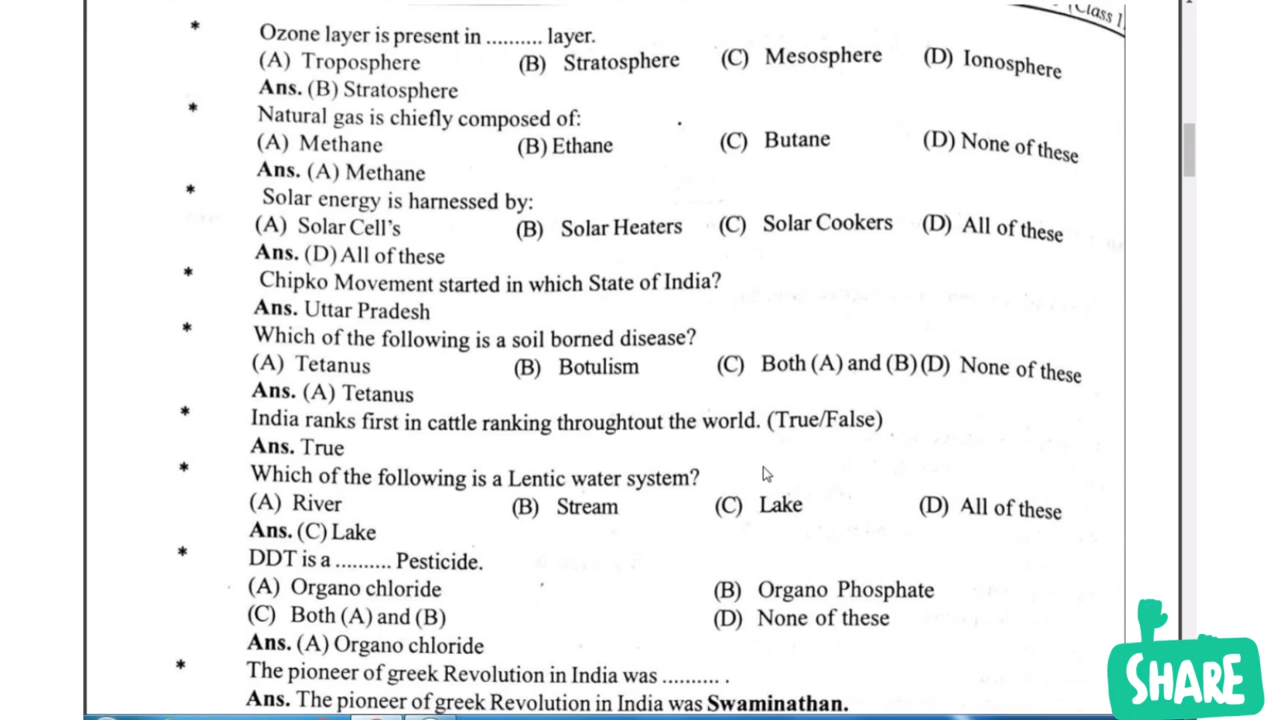 (Class 1
* Ozone layer is present in .......... layer.
(A) Troposphere (B) Stratosphere (C) Mesosphere (D) Ionosphere
Ans. (B) Stratosphere
* Natural gas is chiefly composed of:
(A) Methane (B) Ethane (C) Butane (D) None of these
Ans. (A) Methane
* Solar energy is harnessed by:
(A) Solar Cell's (B) Solar Heaters (C) Solar Cookers (D) All of these
Ans. (D) All of these
* Chipko Movement started in which State of India?
Ans. Uttar Pradesh
* Which of the following is a soil borned disease?
(A) Tetanus (B) Botulism (C) Both (A) and (B) (D) None of these
Ans. (A) Tetanus
* India ranks first in cattle ranking throughtout the world. (True/False)
Ans. True
* Which of the following is a Lentic water system?
(A) River (B) Stream (C) Lake (D) All of these
Ans. (C) Lake
* DDT is a .......... Pesticide.
(A) Organo chloride (B) Organo Phosphate
(C) Both (A) and (B) (D) None of these
Ans. (A) Organo chloride
* The pioneer of greek Revolution in India was .......... .
Ans. The pioneer of greek Revolution in India was Swaminathan.
SHARE